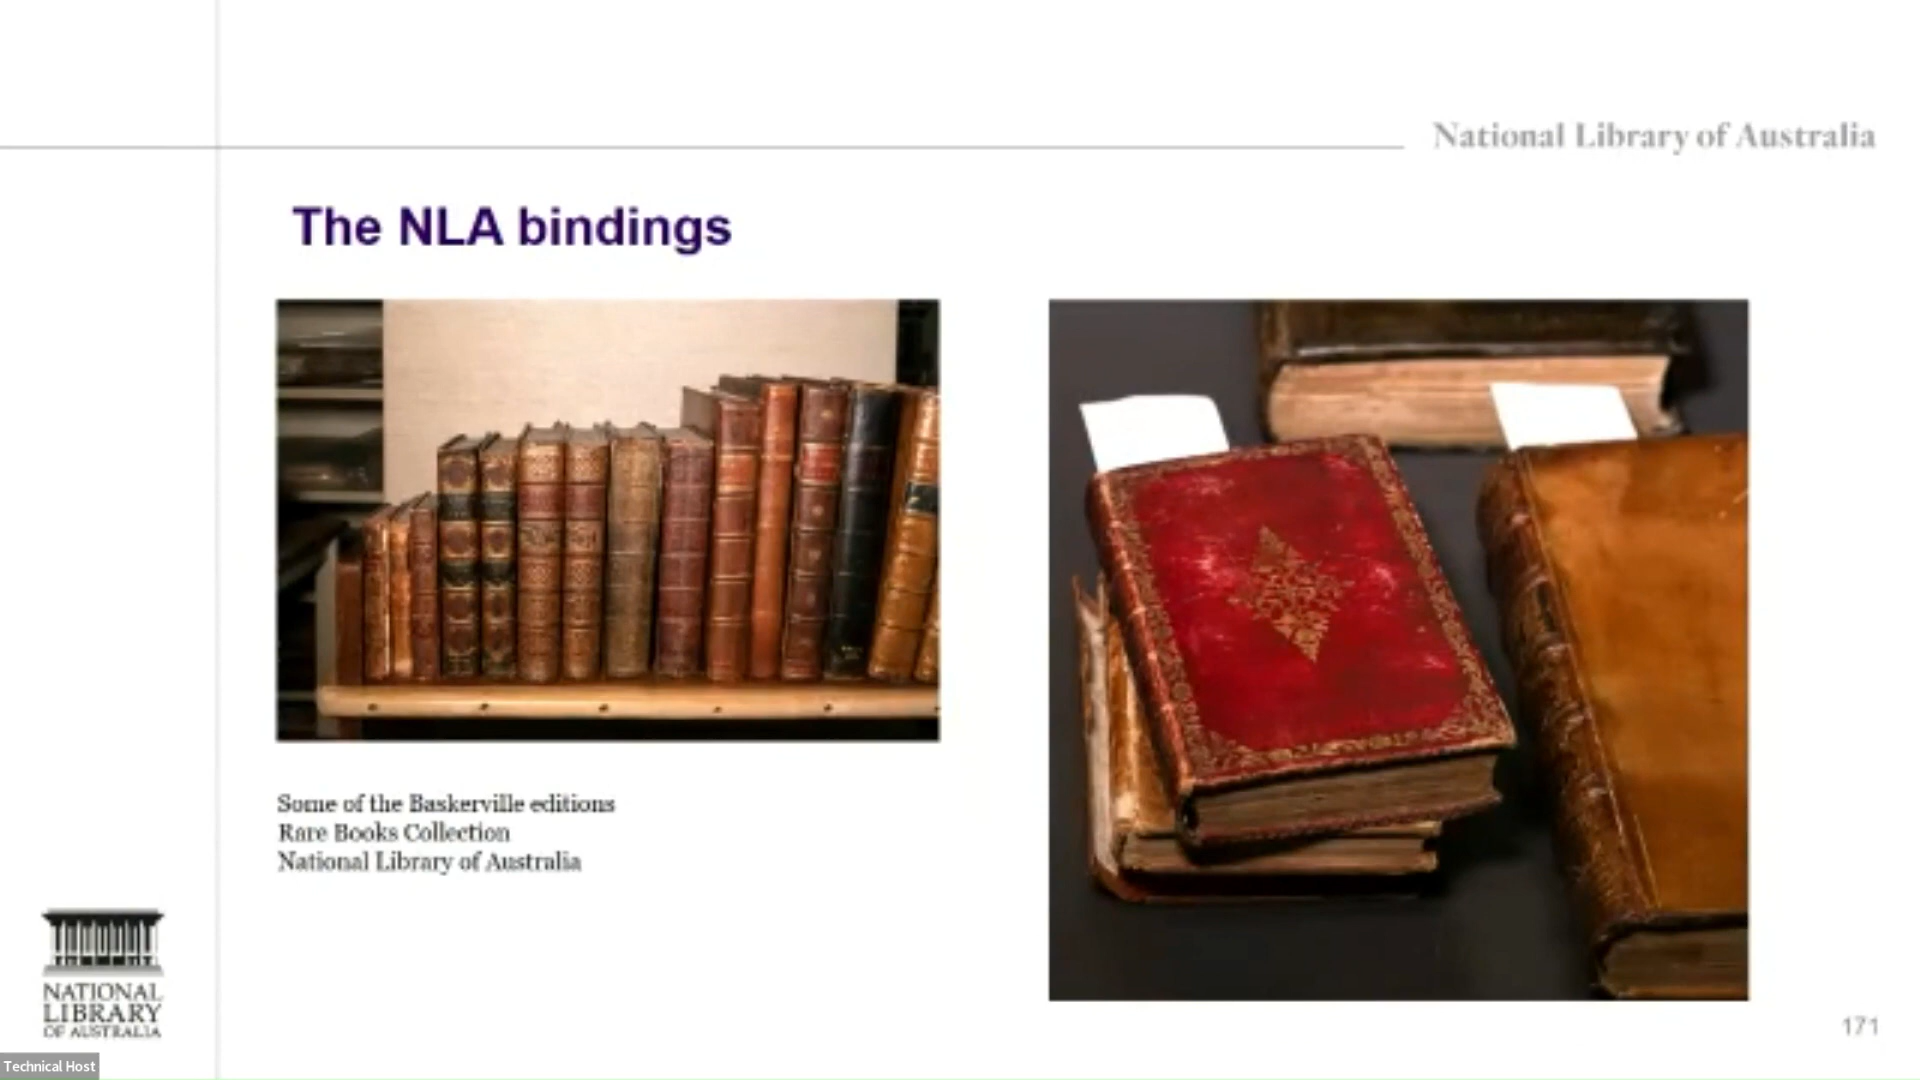 National Library of Australia
The NLA bindings
Some of the Baskerville editions
Rare Books Collection
National Library of Australia
NATIONAL
LIBRARY
OF AUSTRALIA
171
Technical Host